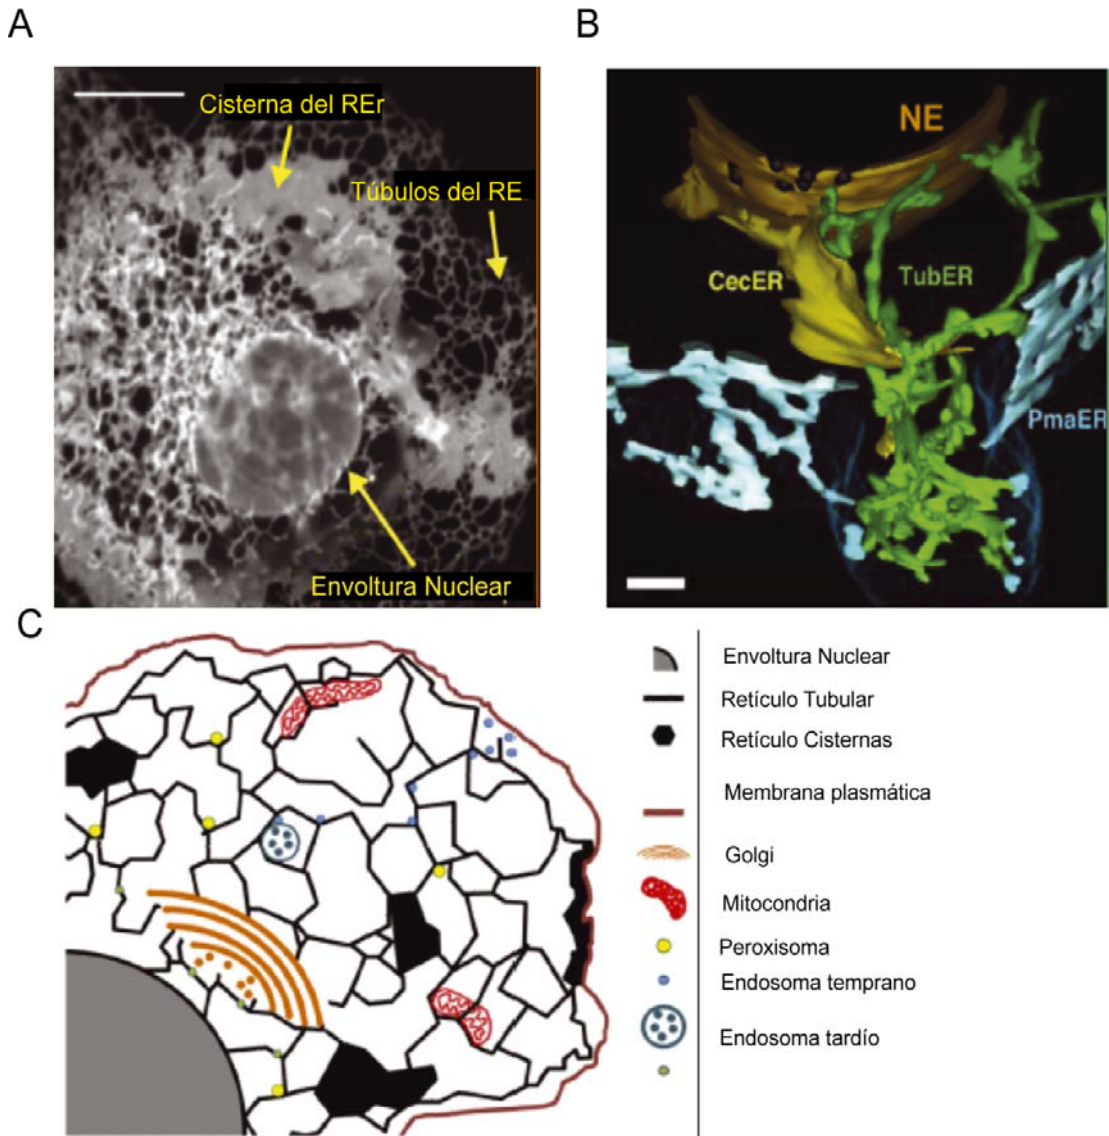 A
B
Cisterna del REr
Túbulos del RE
Envoltura Nuclear
NE
CecER
TubER
PmaER
C
Envoltura Nuclear
Retículo Tubular
Retículo Cisternas
Membrana plasmática
Golgi
Mitocondria
Peroxisoma
Endosoma temprano
Endosoma tardío